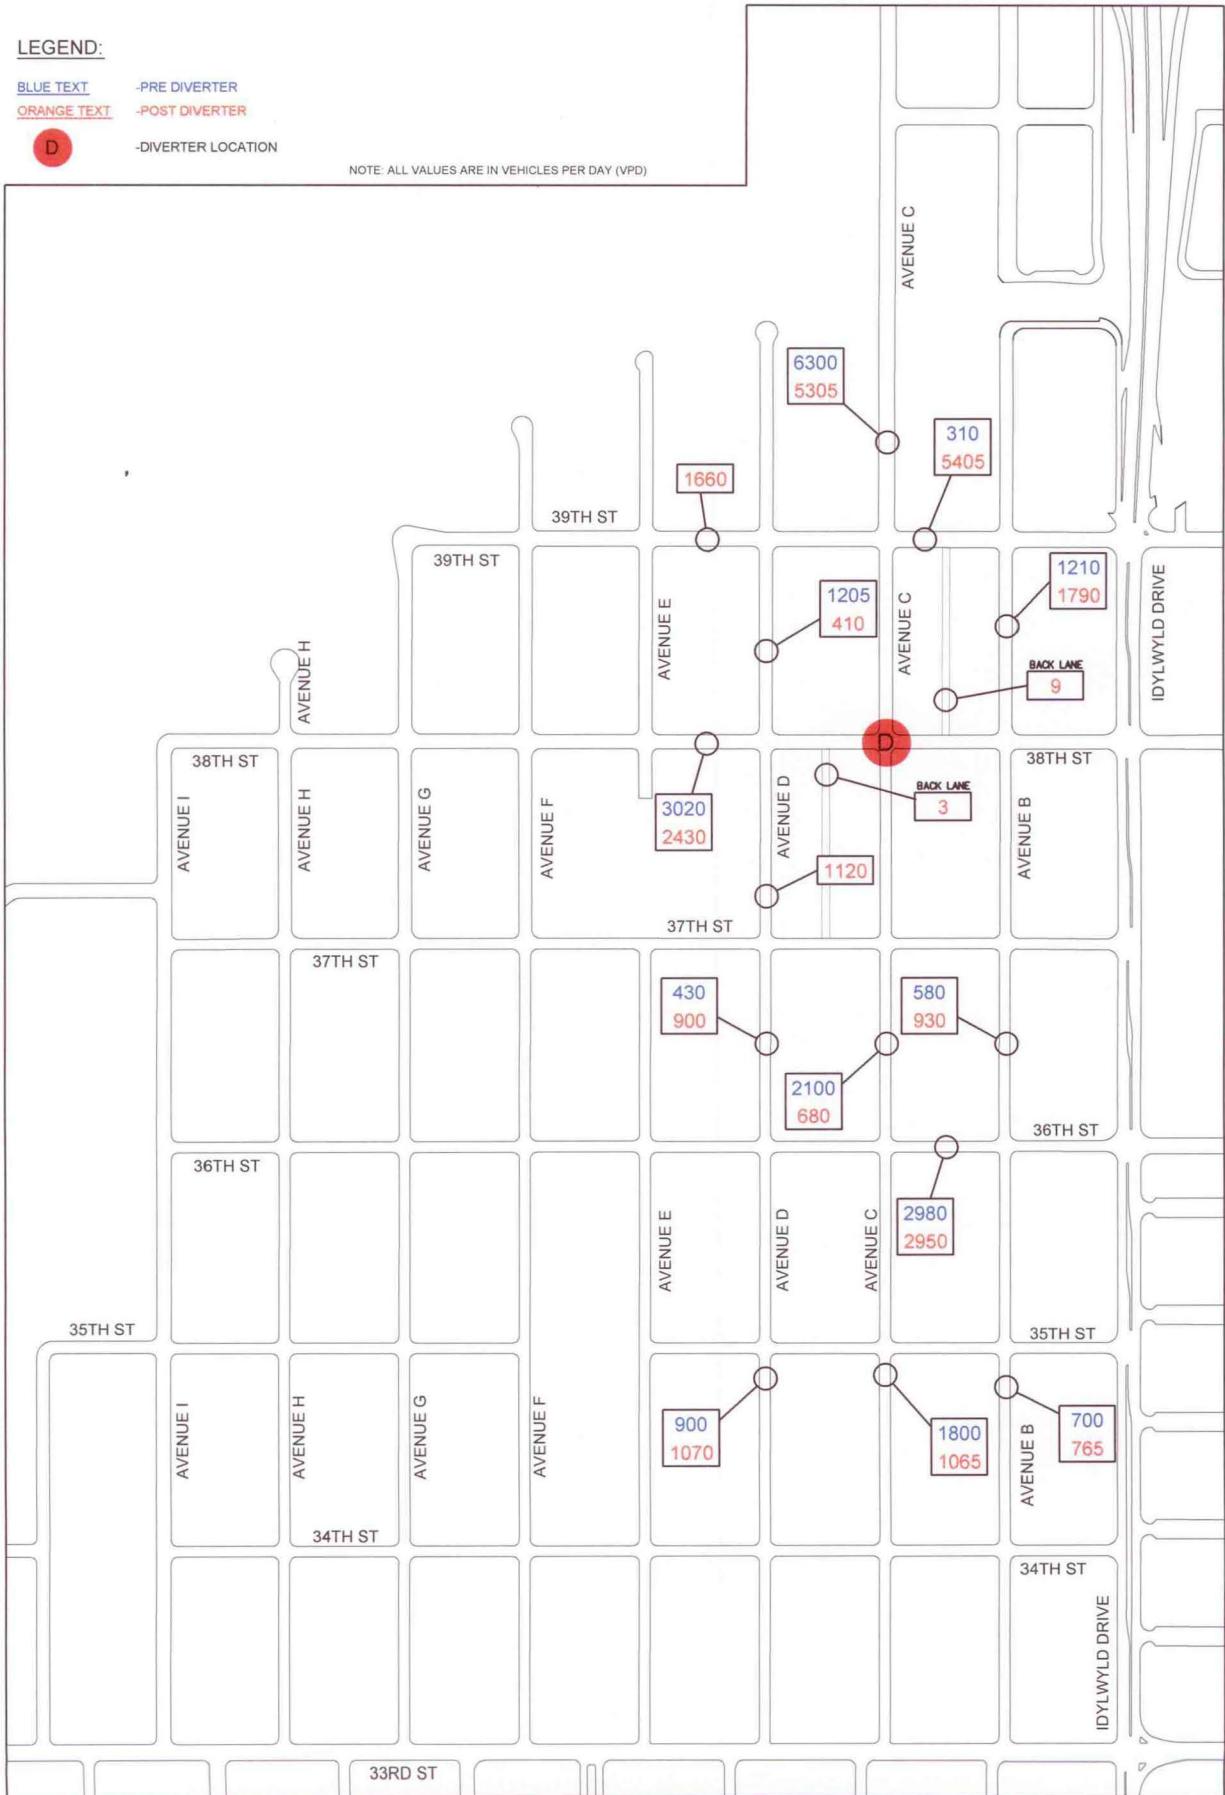 LEGEND:
BLUE TEXT -PRE DIVERTER
ORANGE TEXT -POST DIVERTER
D -DIVERTER LOCATION
NOTE: ALL VALUES ARE IN VEHICLES PER DAY (VPD)
AVENUE C
6300
5305
310
5405
1660
39TH ST
39TH ST
1210
1790
1205
410
AVENUE E
AVENUE C
IDYLWYLD DRIVE
AVENUE H
BACK LANE
9
D
38TH ST
38TH ST
BACK LANE
3
3020
2430
AVENUE I
AVENUE H
AVENUE G
AVENUE F
AVENUE D
AVENUE B
1120
37TH ST
37TH ST
430
900
580
930
2100
680
36TH ST
36TH ST
2980
2950
AVENUE E
AVENUE D
AVENUE C
35TH ST
35TH ST
900
1070
1800
1065
700
765
AVENUE I
AVENUE H
AVENUE G
AVENUE F
AVENUE B
34TH ST
34TH ST
IDYLWYLD DRIVE
33RD ST